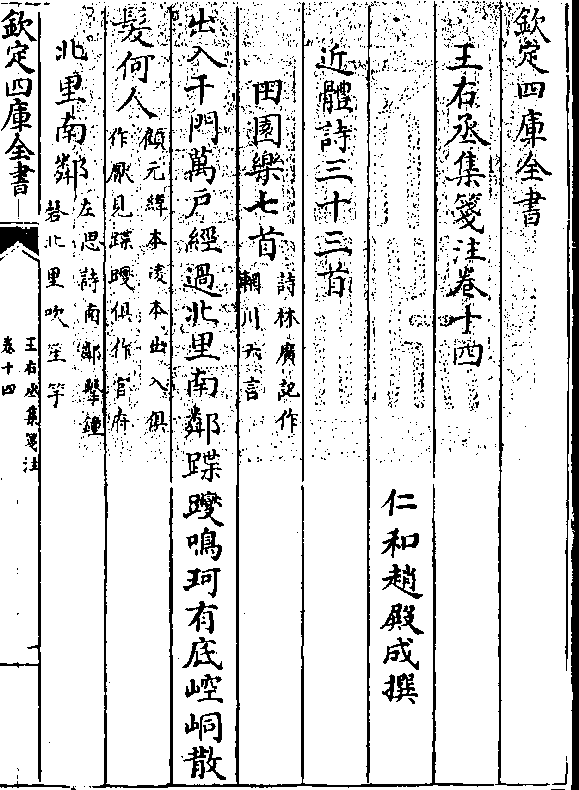 欽定四庫全書
王右丞集箋注卷十四
仁和趙殿成撰
近體詩三十三首
田園樂七首
詩林廣記作
輞川六言
出入千門萬戶經過北里南鄰蹀躞鳴珂有底崆峒散
髮何人
顧元緯本凌本出入俱
作厭見蹀躞俱作官府
北里南鄰
左思詩南鄰擊鐘
磬北里吹笙竽
欽定四庫全書
王右丞集箋注
卷十四